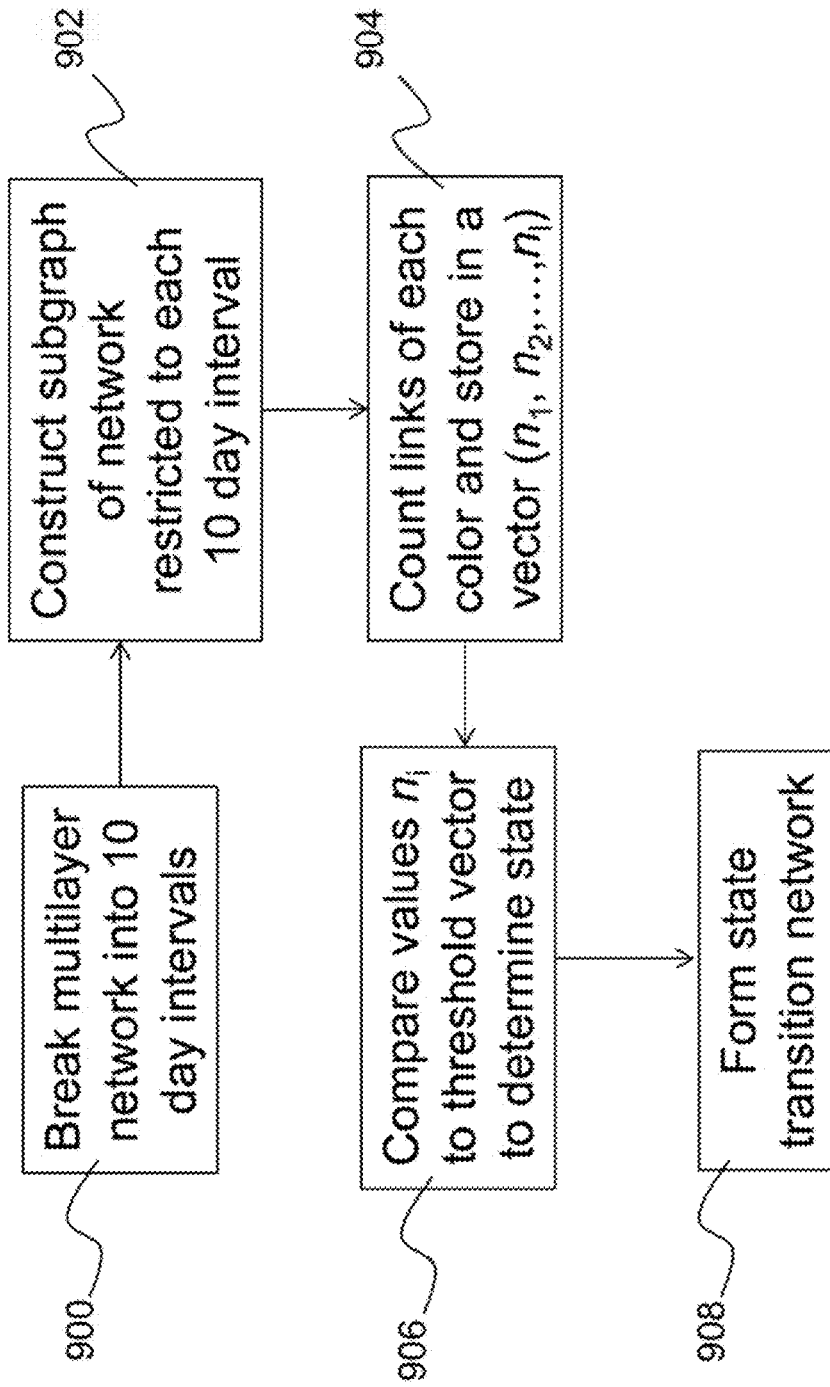 900
Break multilayer
network into 10
day intervals
902
Construct subgraph
of network
restricted to each
10 day interval
904
Count links of each
color and store in a
vector (n₁, n₂,…,nₗ)
906
Compare values nᵢ
to threshold vector
to determine state
908
Form state
transition network